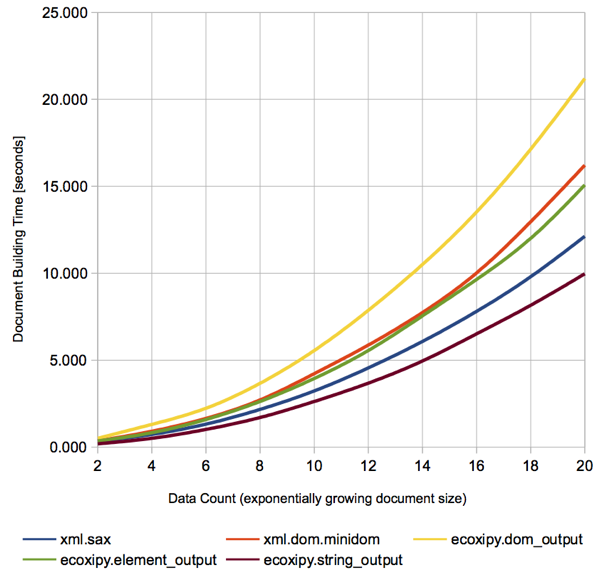 25.000
20.000
15.000
10.000
5.000
0.000
Document Building Time [seconds]
2 4 6 8 10 12 14 16 18 20
Data Count (exponentially growing document size)
xml.sax xml.dom.minidom ecoxipy.dom_output
ecoxipy.element_output ecoxipy.string_output